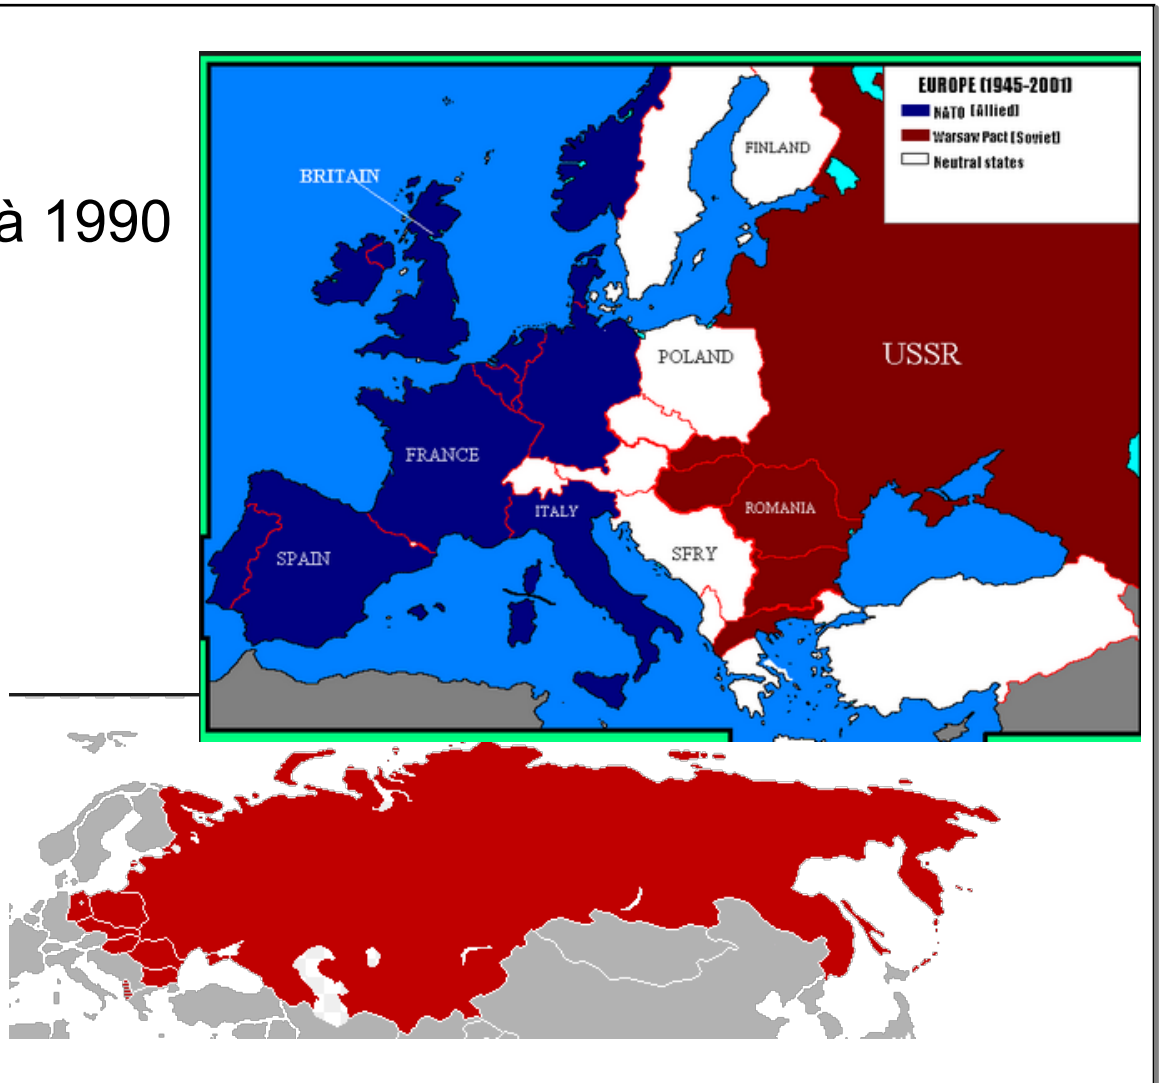 EUROPE (1945-2001)
NATO (Allied)
Warsaw Pact (Soviet)
Neutral states
FINLAND
BRITAIN
à 1990
POLAND
USSR
FRANCE
ROMANIA
ITALY
SFRY
SPAIN